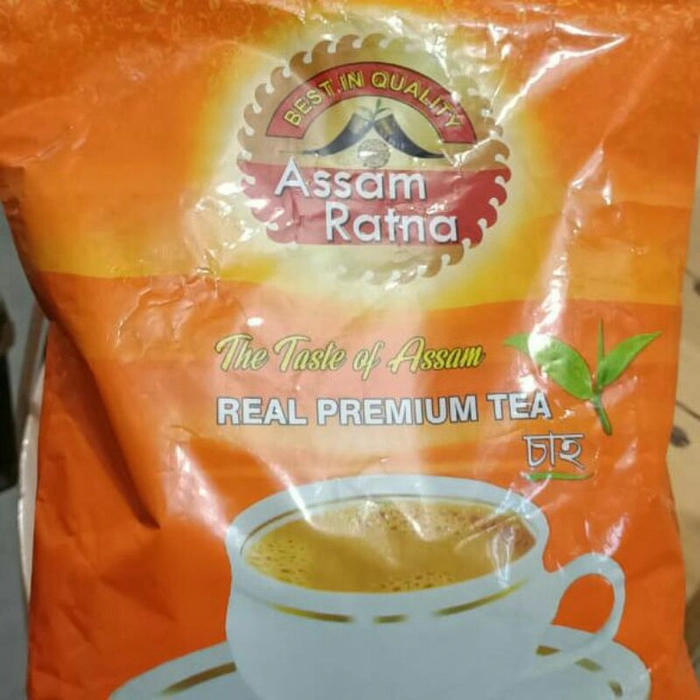 BEST.IN QUALITY
Assam
Ratna
The Taste of Assam
REAL PREMIUM TEA
চাহ